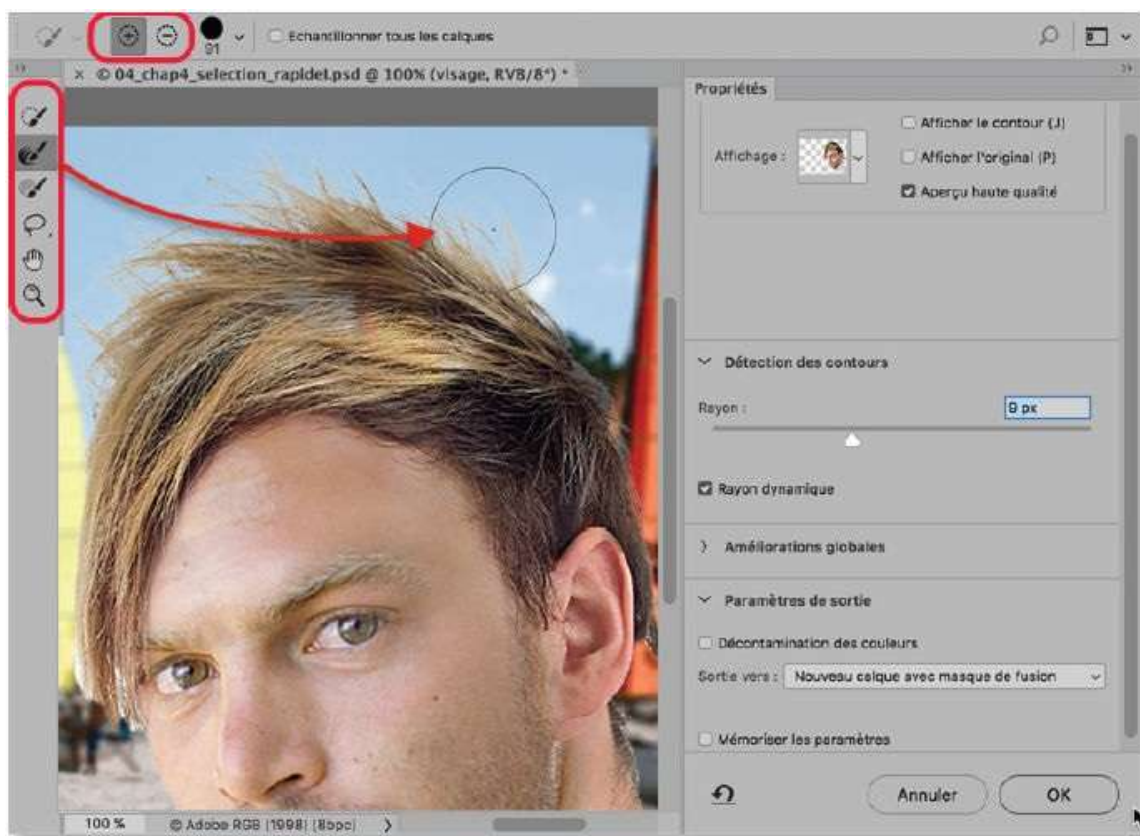 91
Echantillonner tous les calques
× © 04_chap4_selection_rapideI.psd @ 100% (visage, RVB/8*) *
Propriétés
Affichage :
Afficher le contour (J)
Afficher l'original (P)
Aperçu haute qualité
Détection des contours
Rayon :
9 px
Rayon dynamique
Améliorations globales
Paramètres de sortie
Décontamination des couleurs
Sortie vers : Nouveau calque avec masque de fusion
Mémoriser les paramètres
Annuler
OK
100 %
© Adobe RGB (1998) (8bpc)